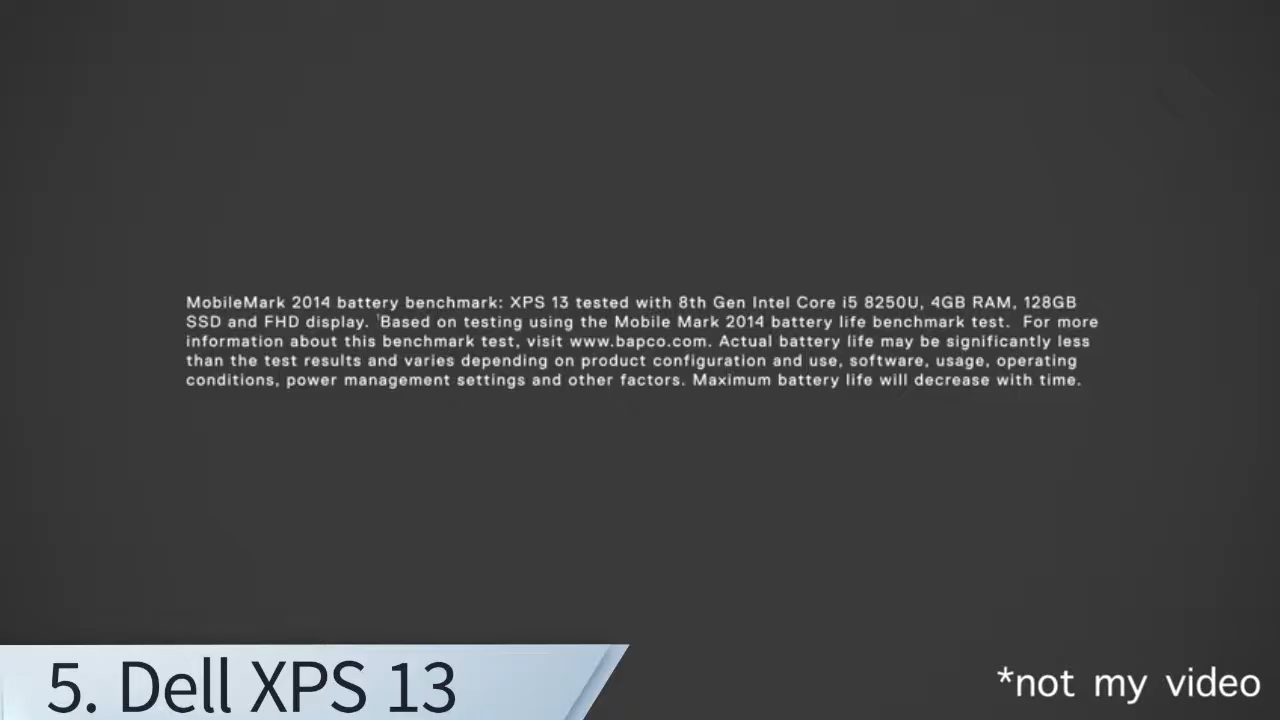 MobileMark 2014 battery benchmark: XPS 13 tested with 8th Gen Intel Core i5 8250U, 4GB RAM, 128GB
SSD and FHD display. ¹Based on testing using the Mobile Mark 2014 battery life benchmark test. For more
information about this benchmark test, visit www.bapco.com. Actual battery life may be significantly less
than the test results and varies depending on product configuration and use, software, usage, operating
conditions, power management settings and other factors. Maximum battery life will decrease with time.
5. Dell XPS 13
*not my video